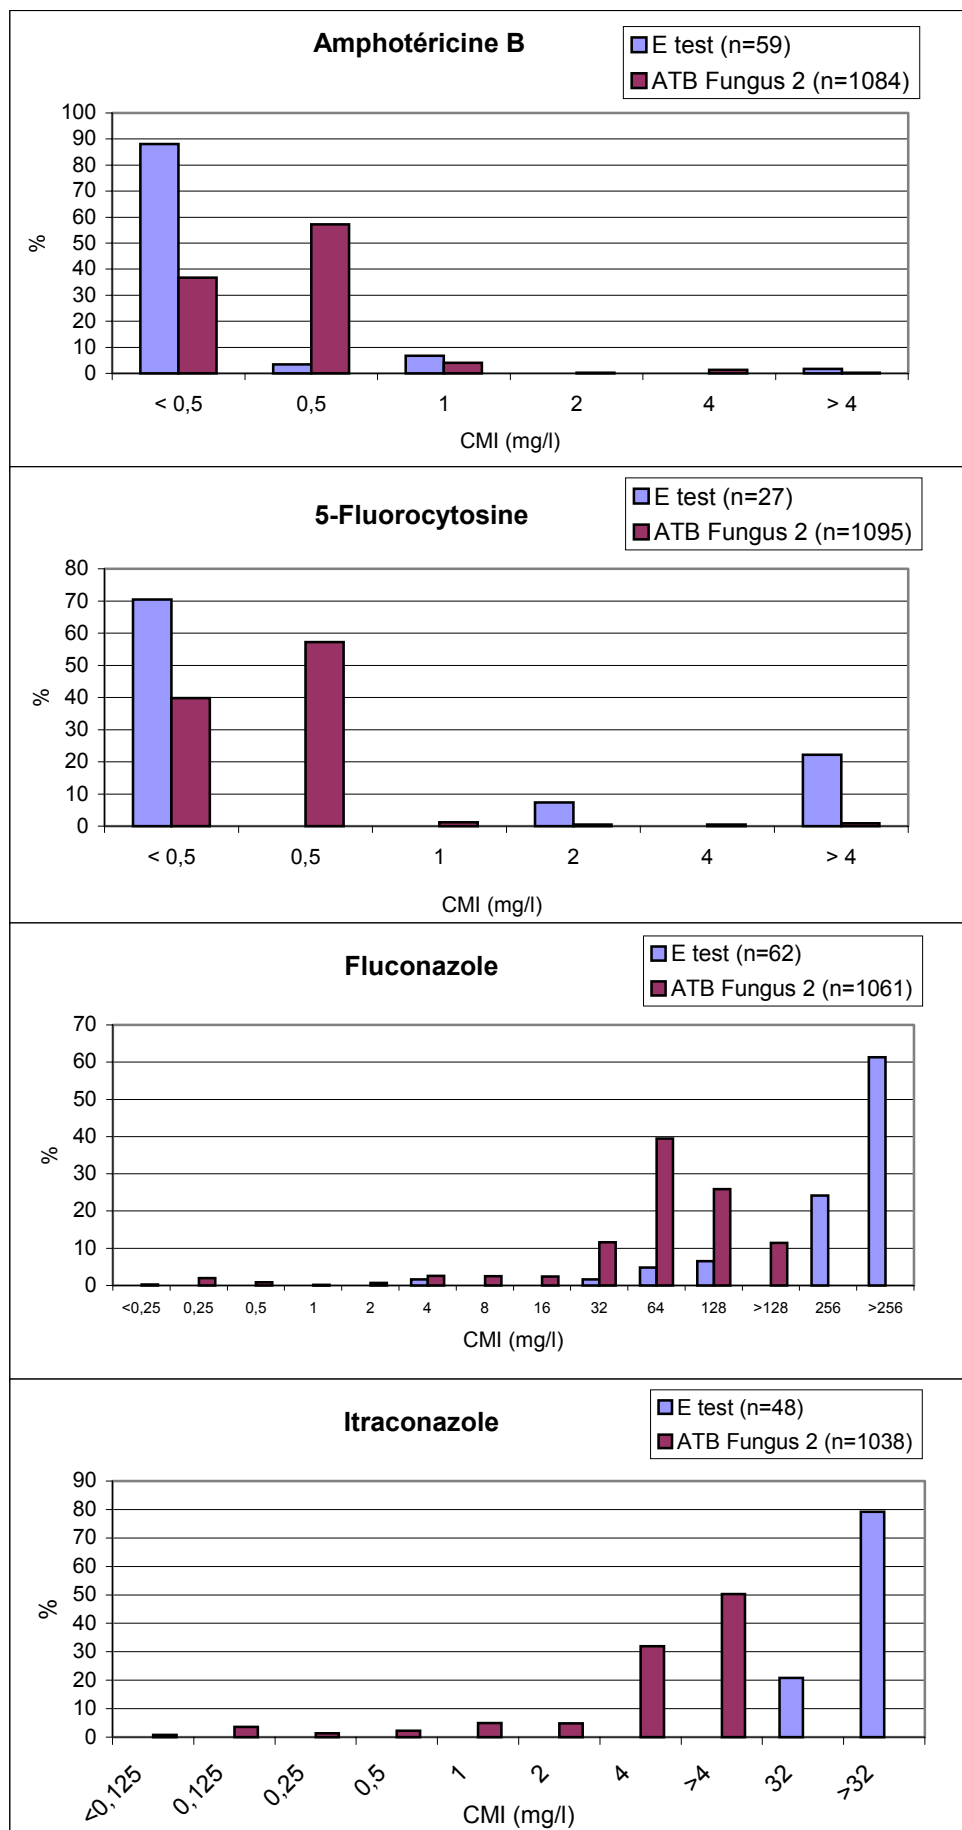 Amphotéricine B
E test (n=59)
ATB Fungus 2 (n=1084)
100
90
80
70
60
50
40
30
20
10
0
%
< 0,5 0,5 1 2 4 > 4
CMI (mg/l)
5-Fluorocytosine
E test (n=27)
ATB Fungus 2 (n=1095)
80
70
60
50
40
30
20
10
0
%
< 0,5 0,5 1 2 4 > 4
CMI (mg/l)
Fluconazole
E test (n=62)
ATB Fungus 2 (n=1061)
70
60
50
40
30
20
10
0
%
<0,25 0,25 0,5 1 2 4 8 16 32 64 128 >128 256 >256
CMI (mg/l)
Itraconazole
E test (n=48)
ATB Fungus 2 (n=1038)
90
80
70
60
50
40
30
20
10
0
%
<0,125 0,125 0,25 0,5 1 2 4 >4 32 >32
CMI (mg/l)